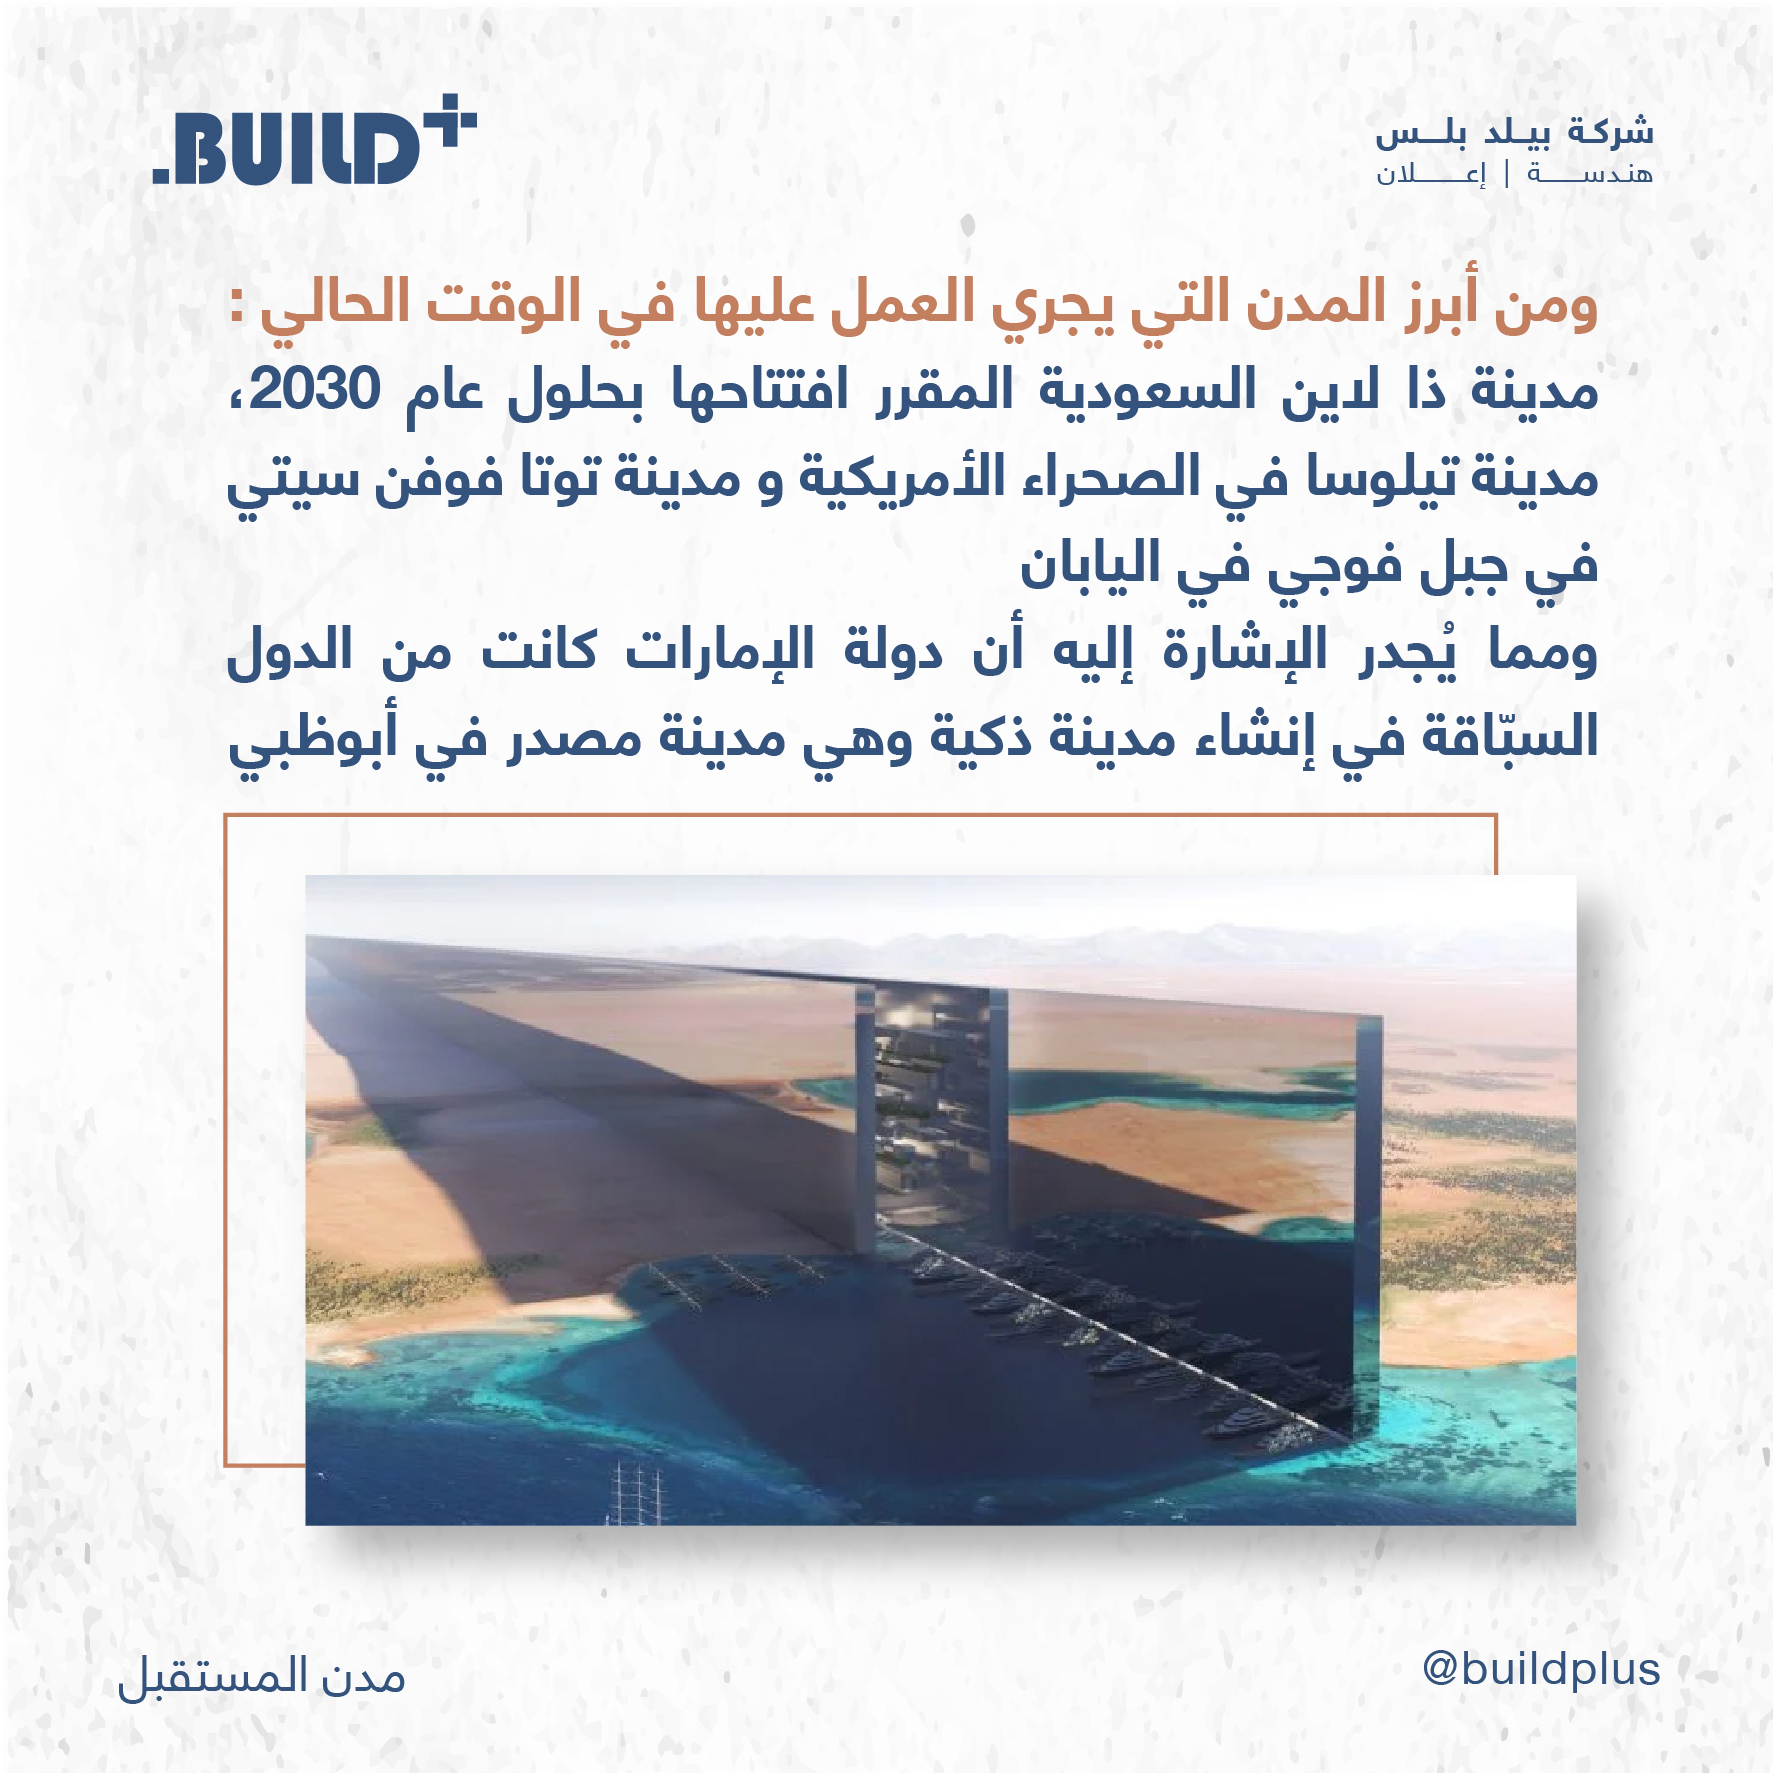 .BUILD+
شركة بيلد بلس
هندسة | إعلان
ومن أبرز المدن التي يجري العمل عليها في الوقت الحالي :
مدينة ذا لاين السعودية المقرر افتتاحها بحلول عام 2030،
مدينة تيلوسا في الصحراء الأمريكية و مدينة توتا فوفن سيتي
في جبل فوجي في اليابان
ومما يُجدر الإشارة إليه أن دولة الإمارات كانت من الدول
السبّاقة في إنشاء مدينة ذكية وهي مدينة مصدر في أبوظبي
مدن المستقبل
@buildplus